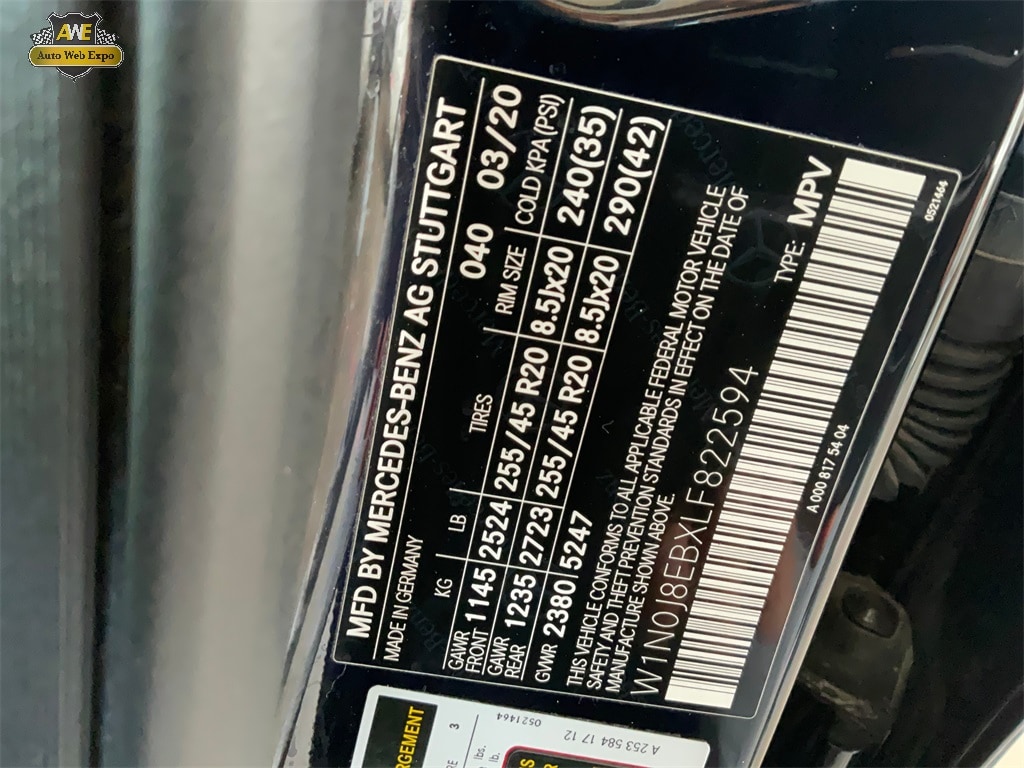 AWE
Auto Web Expo
MFD BY MERCEDES-BENZ AG STUTTGART
MADE IN GERMANY 040 03/20
KG LB TIRES RIM SIZE COLD KPA (PSI)
GAWR FRONT 1145 2524 255/45 R20 8.5Jx20 240(35)
GAWR REAR 1235 2723 255/45 R20 8.5Jx20 290(42)
GVWR 2380 5247
THIS VEHICLE CONFORMS TO ALL APPLICABLE FEDERAL MOTOR VEHICLE
SAFETY AND THEFT PREVENTION STANDARDS IN EFFECT ON THE DATE OF
MANUFACTURE SHOWN ABOVE.
W1N0J8EBXLF822594 TYPE: MPV
A 000 817 54 04 0521464
RGEMENT
3
lbs.
lb.
0521464
A 253 584 17 12